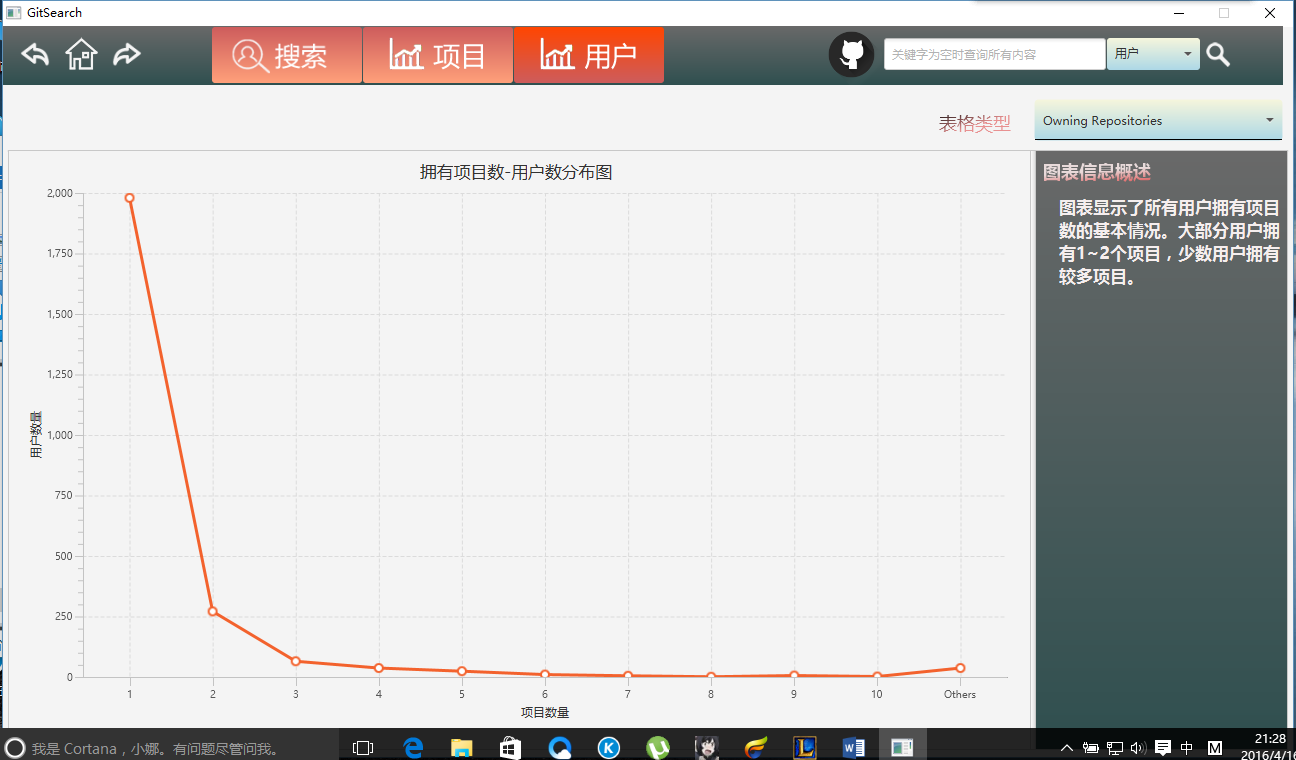 GitSearch
搜索
项目
用户
关键字为空时查询所有内容
用户
表格类型
Owning Repositories
拥有项目数-用户数分布图
2,000
1,750
1,500
1,250
1,000
750
500
250
0
用户数量
1 2 3 4 5 6 7 8 9 10 Others
项目数量
图表信息概述
图表显示了所有用户拥有项目
数的基本情况。大部分用户拥
有1~2个项目，少数用户拥有
较多项目。
我是 Cortana，小娜。有问题尽管问我。
K
L
中
M
21:28
2016/4/16